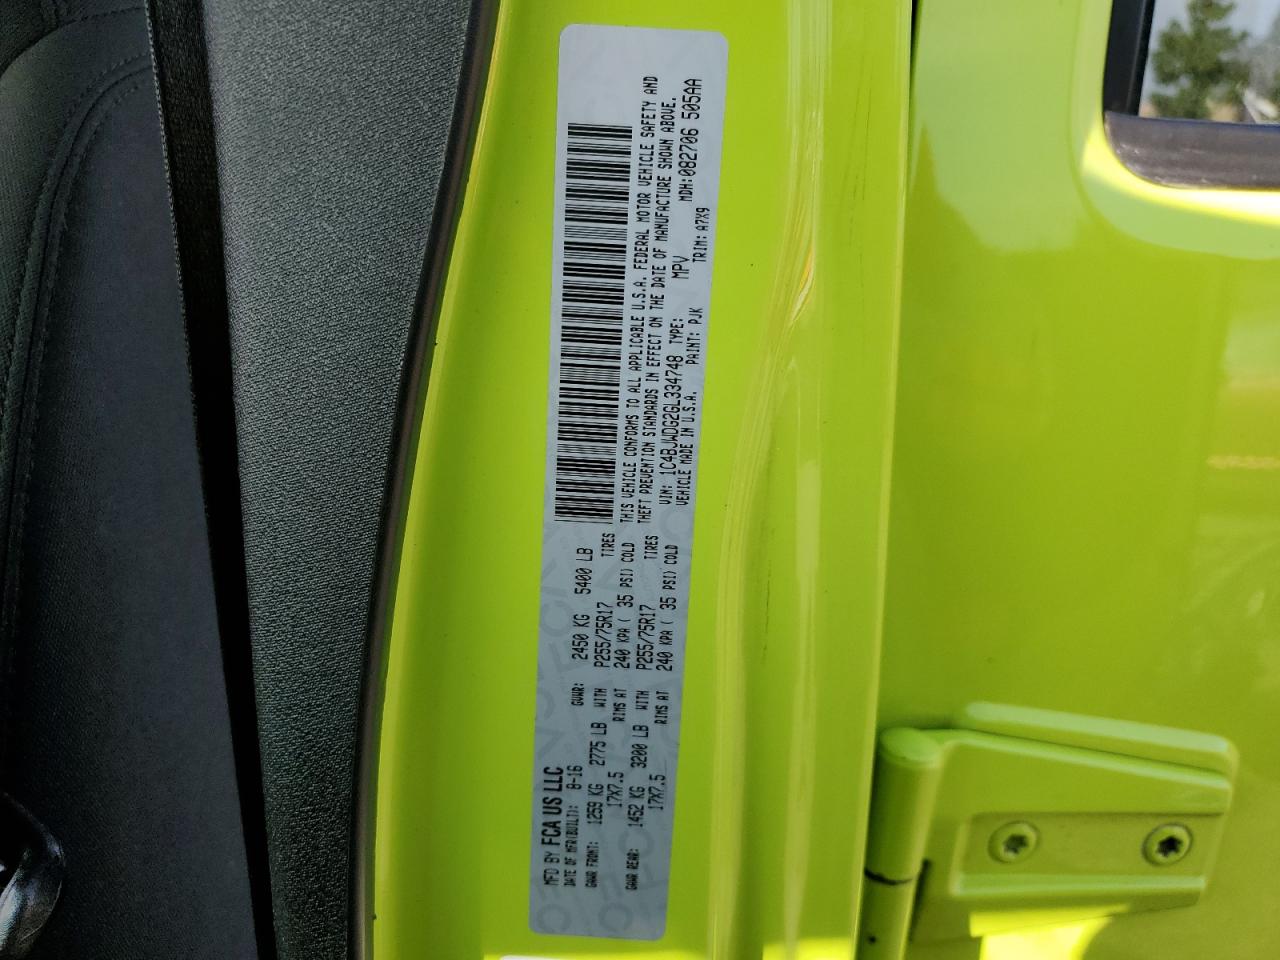 MFD BY FCA US LLC
DATE OF MFR(BUILT): 8-16 GVWR: 2450 KG 5400 LB
GAWR FRONT: 1259 KG 2775 LB WITH P255/75R17 TIRES
17X7.5 RIMS AT 240 KPA ( 35 PSI) COLD
GAWR REAR: 1452 KG 3200 LB WITH P255/75R17 TIRES
17X7.5 RIMS AT 240 KPA ( 35 PSI) COLD
THIS VEHICLE CONFORMS TO ALL APPLICABLE U.S.A. FEDERAL MOTOR VEHICLE SAFETY AND
THEFT PREVENTION STANDARDS IN EFFECT ON THE DATE OF MANUFACTURE SHOWN ABOVE.
VIN: 1C4BJWDG2GL334748 TYPE: MPV MDH:082706 505AA
VEHICLE MADE IN U.S.A. PAINT: PJK TRIM: A7X9